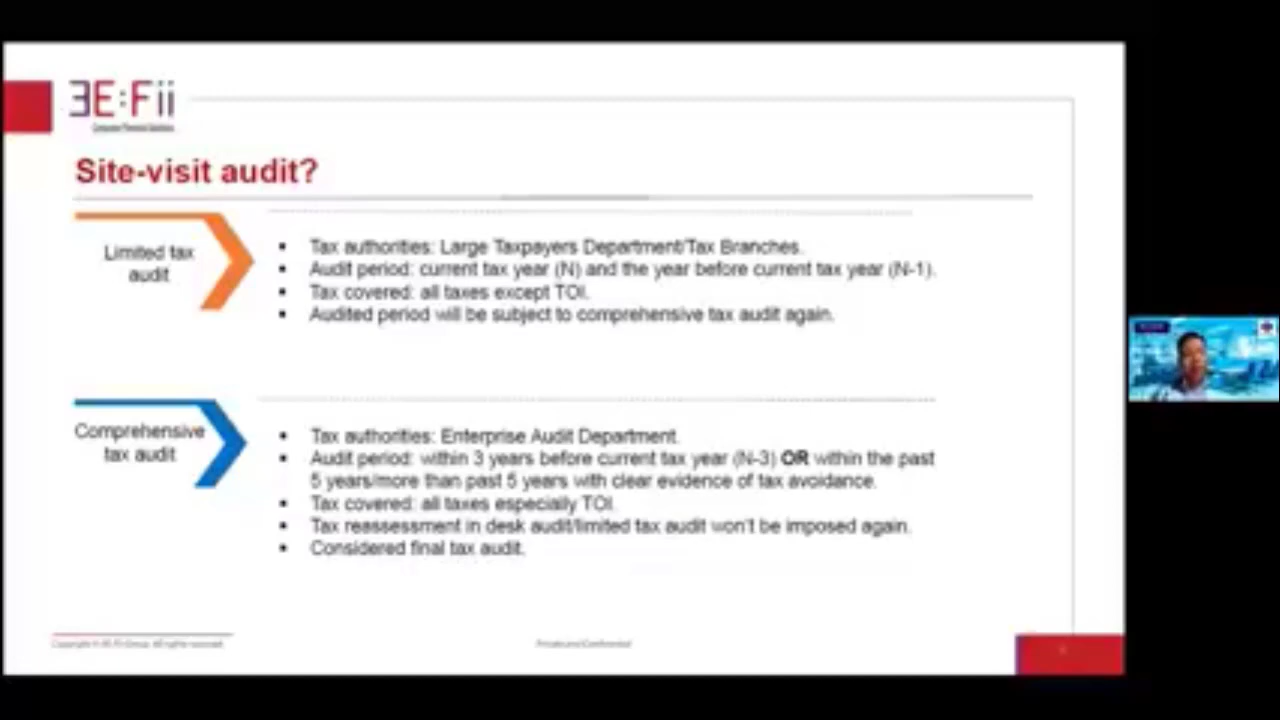 ƎE:Fii
Site-visit audit?
Limited tax
audit
▪ Tax authorities: Large Taxpayers Department/Tax Branches.
▪ Audit period: current tax year (N) and the year before current tax year (N-1).
▪ Tax covered: all taxes except TOI.
▪ Audited period will be subject to comprehensive tax audit again.
Comprehensive
tax audit
▪ Tax authorities: Enterprise Audit Department.
▪ Audit period: within 3 years before current tax year (N-3) OR within the past
5 years/more than past 5 years with clear evidence of tax avoidance.
▪ Tax covered: all taxes especially TOI.
▪ Tax reassessment in desk audit/limited tax audit won't be imposed again.
▪ Considered final tax audit.
Private and Confidential